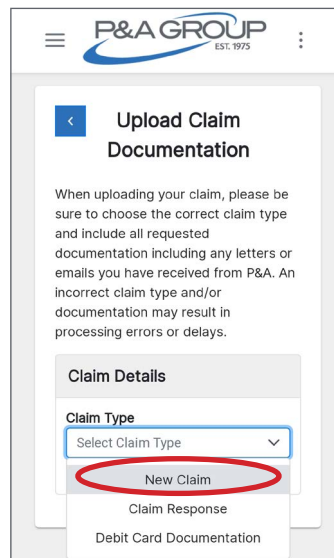 P&A GROUP
EST. 1975
Upload Claim
Documentation
When uploading your claim, please be
sure to choose the correct claim type
and include all requested
documentation including any letters or
emails you have received from P&A. An
incorrect claim type and/or
documentation may result in
processing errors or delays.
Claim Details
Claim Type
Select Claim Type
New Claim
Claim Response
Debit Card Documentation